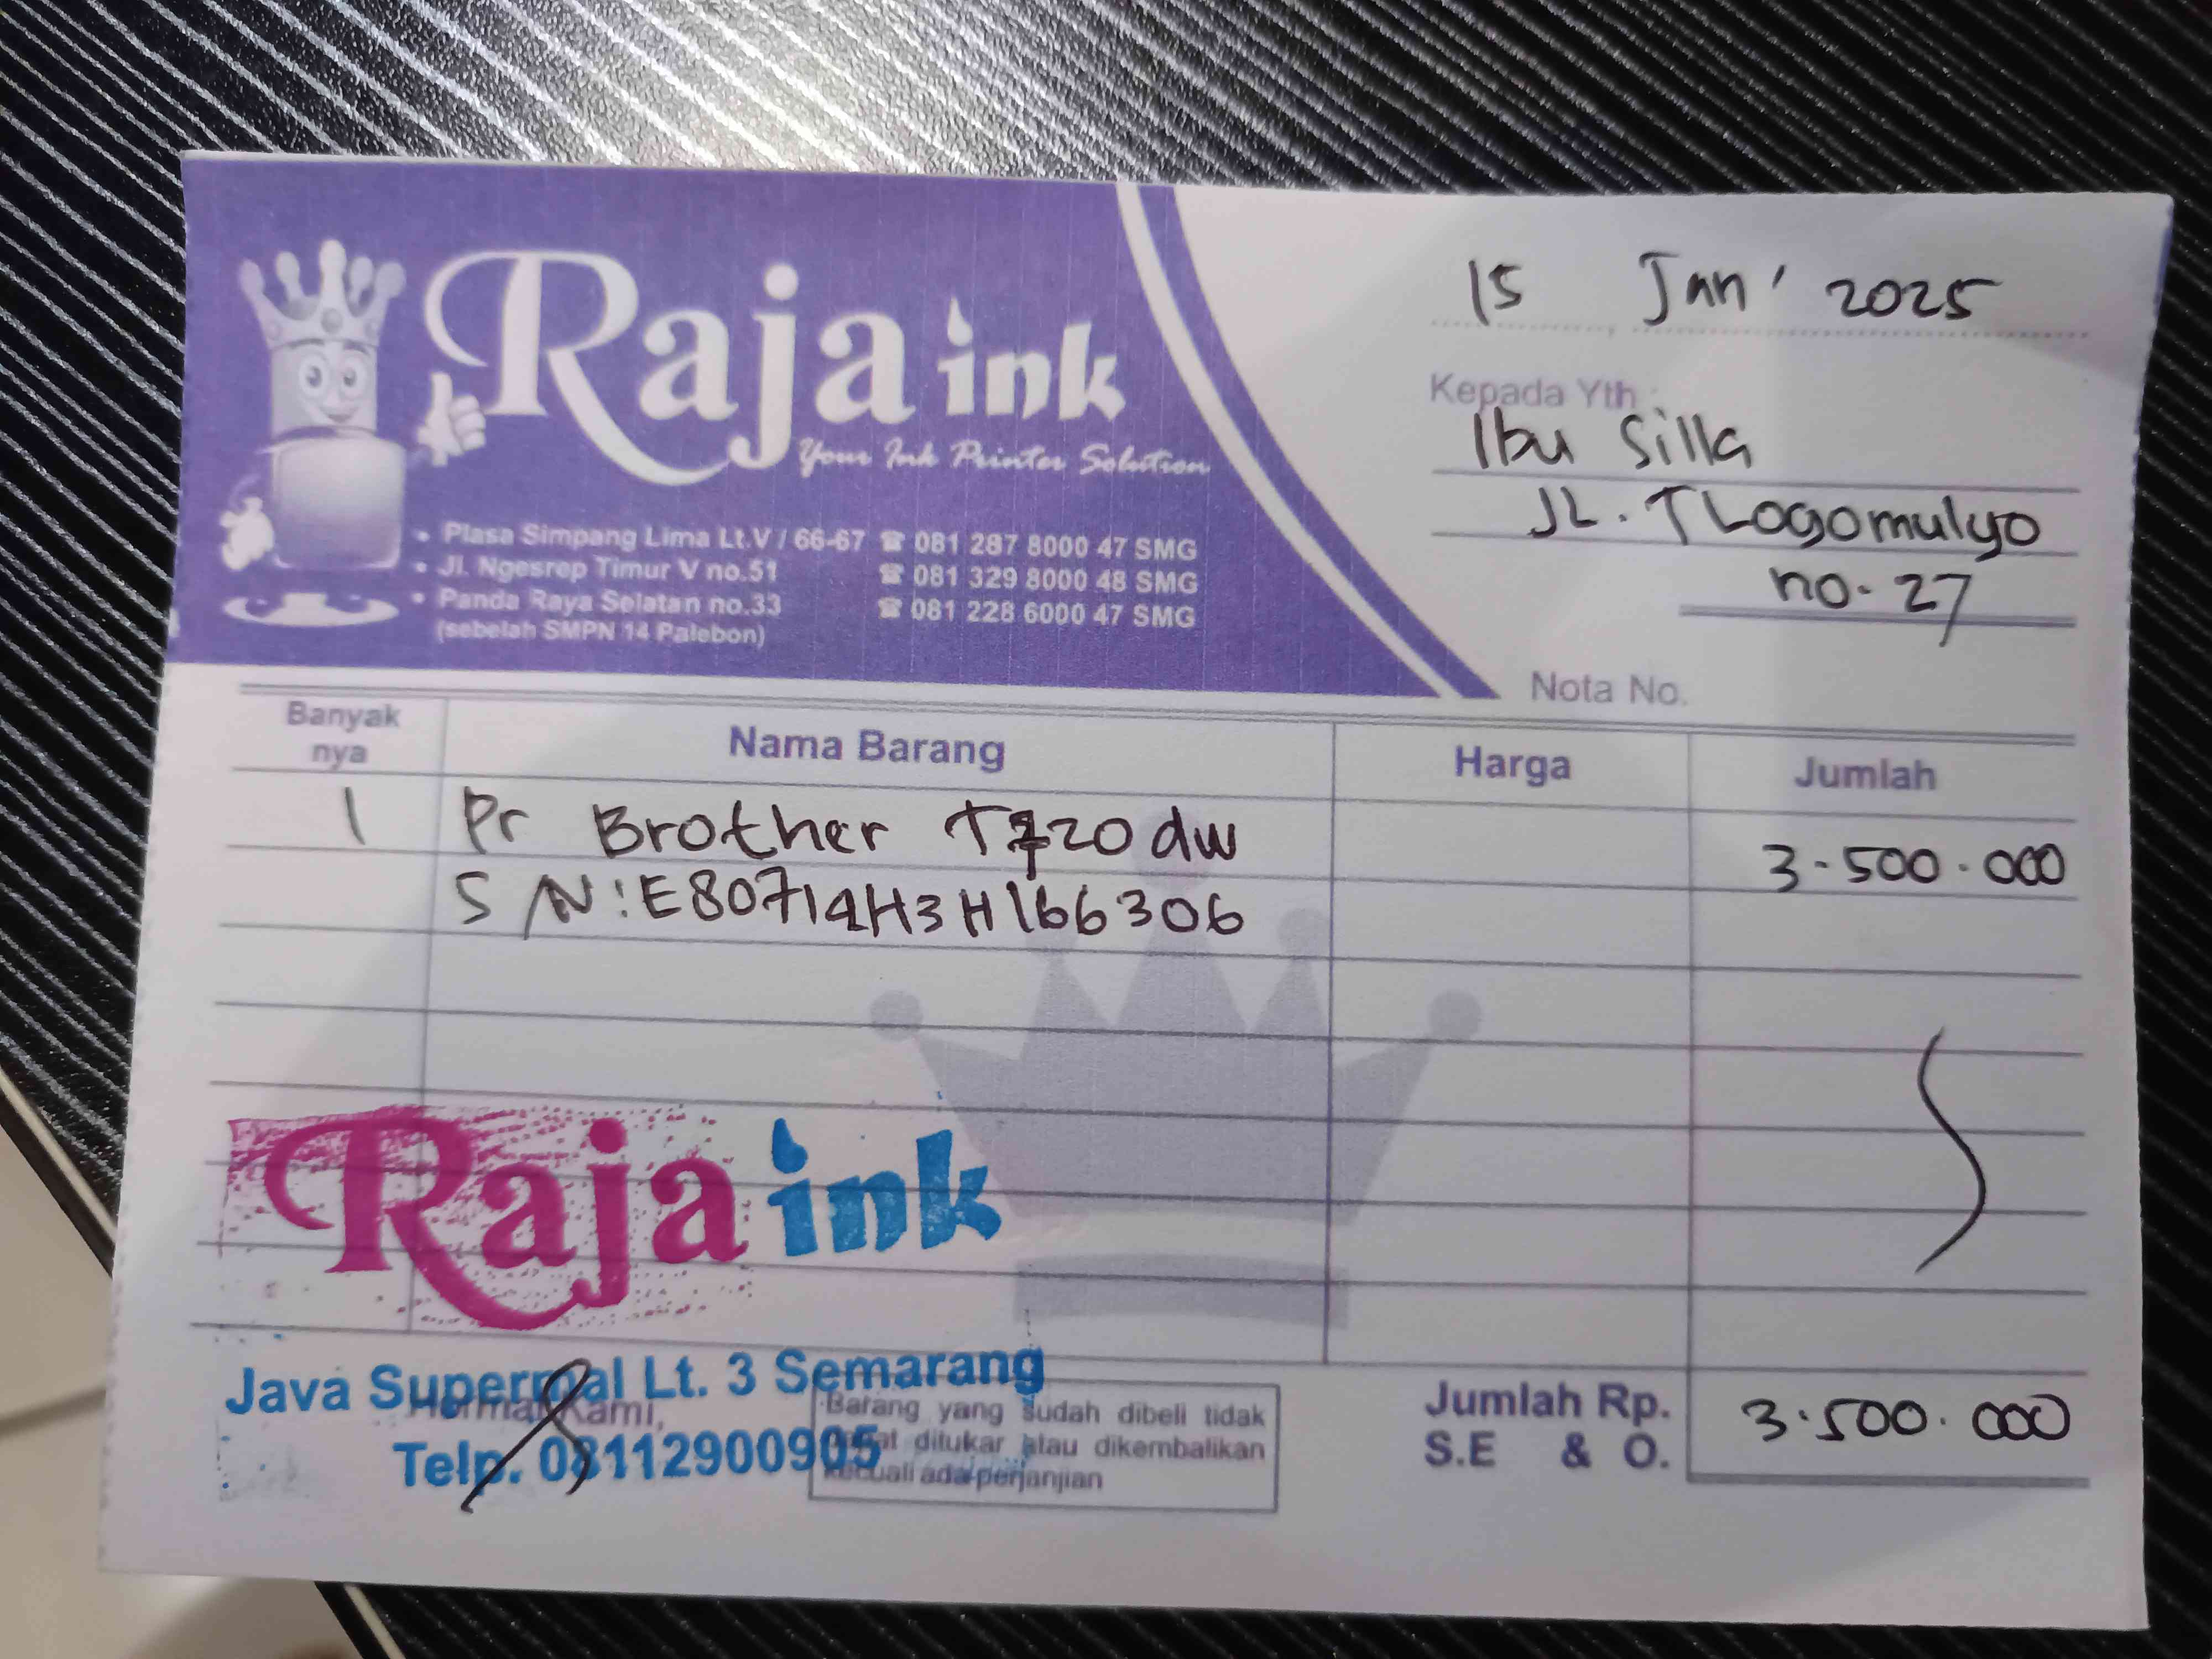 Raja ink
Your Ink Printer Solution
• Plasa Simpang Lima Lt.V / 66-67 ☎ 081 287 8000 47 SMG
• Jl. Ngesrep Timur V no.51 ☎ 081 329 8000 48 SMG
• Panda Raya Selatan no.33 ☎ 081 228 6000 47 SMG
(sebelah SMPN 14 Palebon)
15 Jan' 2025
Kepada Yth :
Ibu Silla
JL. TLogomulyo
no. 27
Nota No.
Banyak nya Nama Barang Harga Jumlah
1 Pr Brother T720 dw 3.500.000
S/N: E80714H3H166306
Raja ink
Java Supermal Lt. 3 Semarang
Telp. 08112900905
Hormat Kami,
Barang yang sudah dibeli tidak
dapat ditukar atau dikembalikan
kecuali ada perjanjian
Jumlah Rp. 3.500.000
S.E & O.